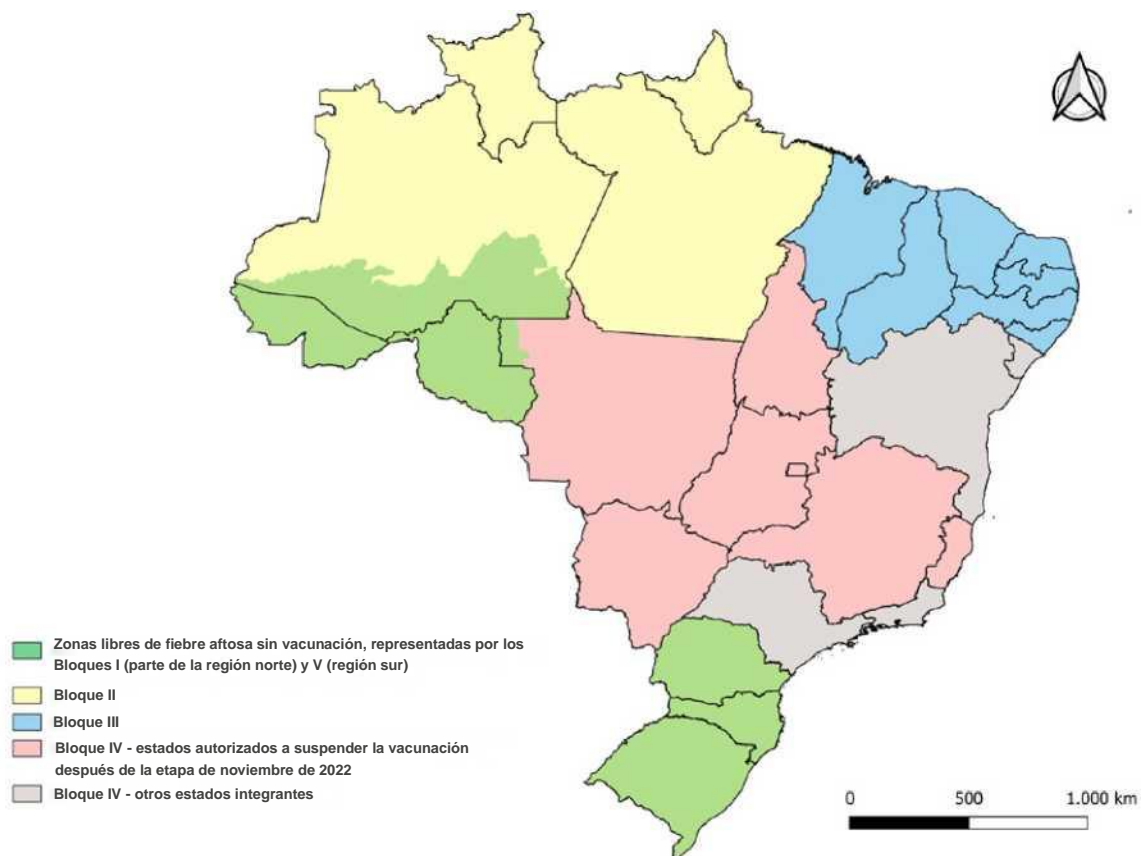 Zonas libres de fiebre aftosa sin vacunación, representadas por los
Bloques I (parte de la región norte) y V (región sur)
Bloque II
Bloque III
Bloque IV - estados autorizados a suspender la vacunación
después de la etapa de noviembre de 2022
Bloque IV - otros estados integrantes
0 500 1.000 km